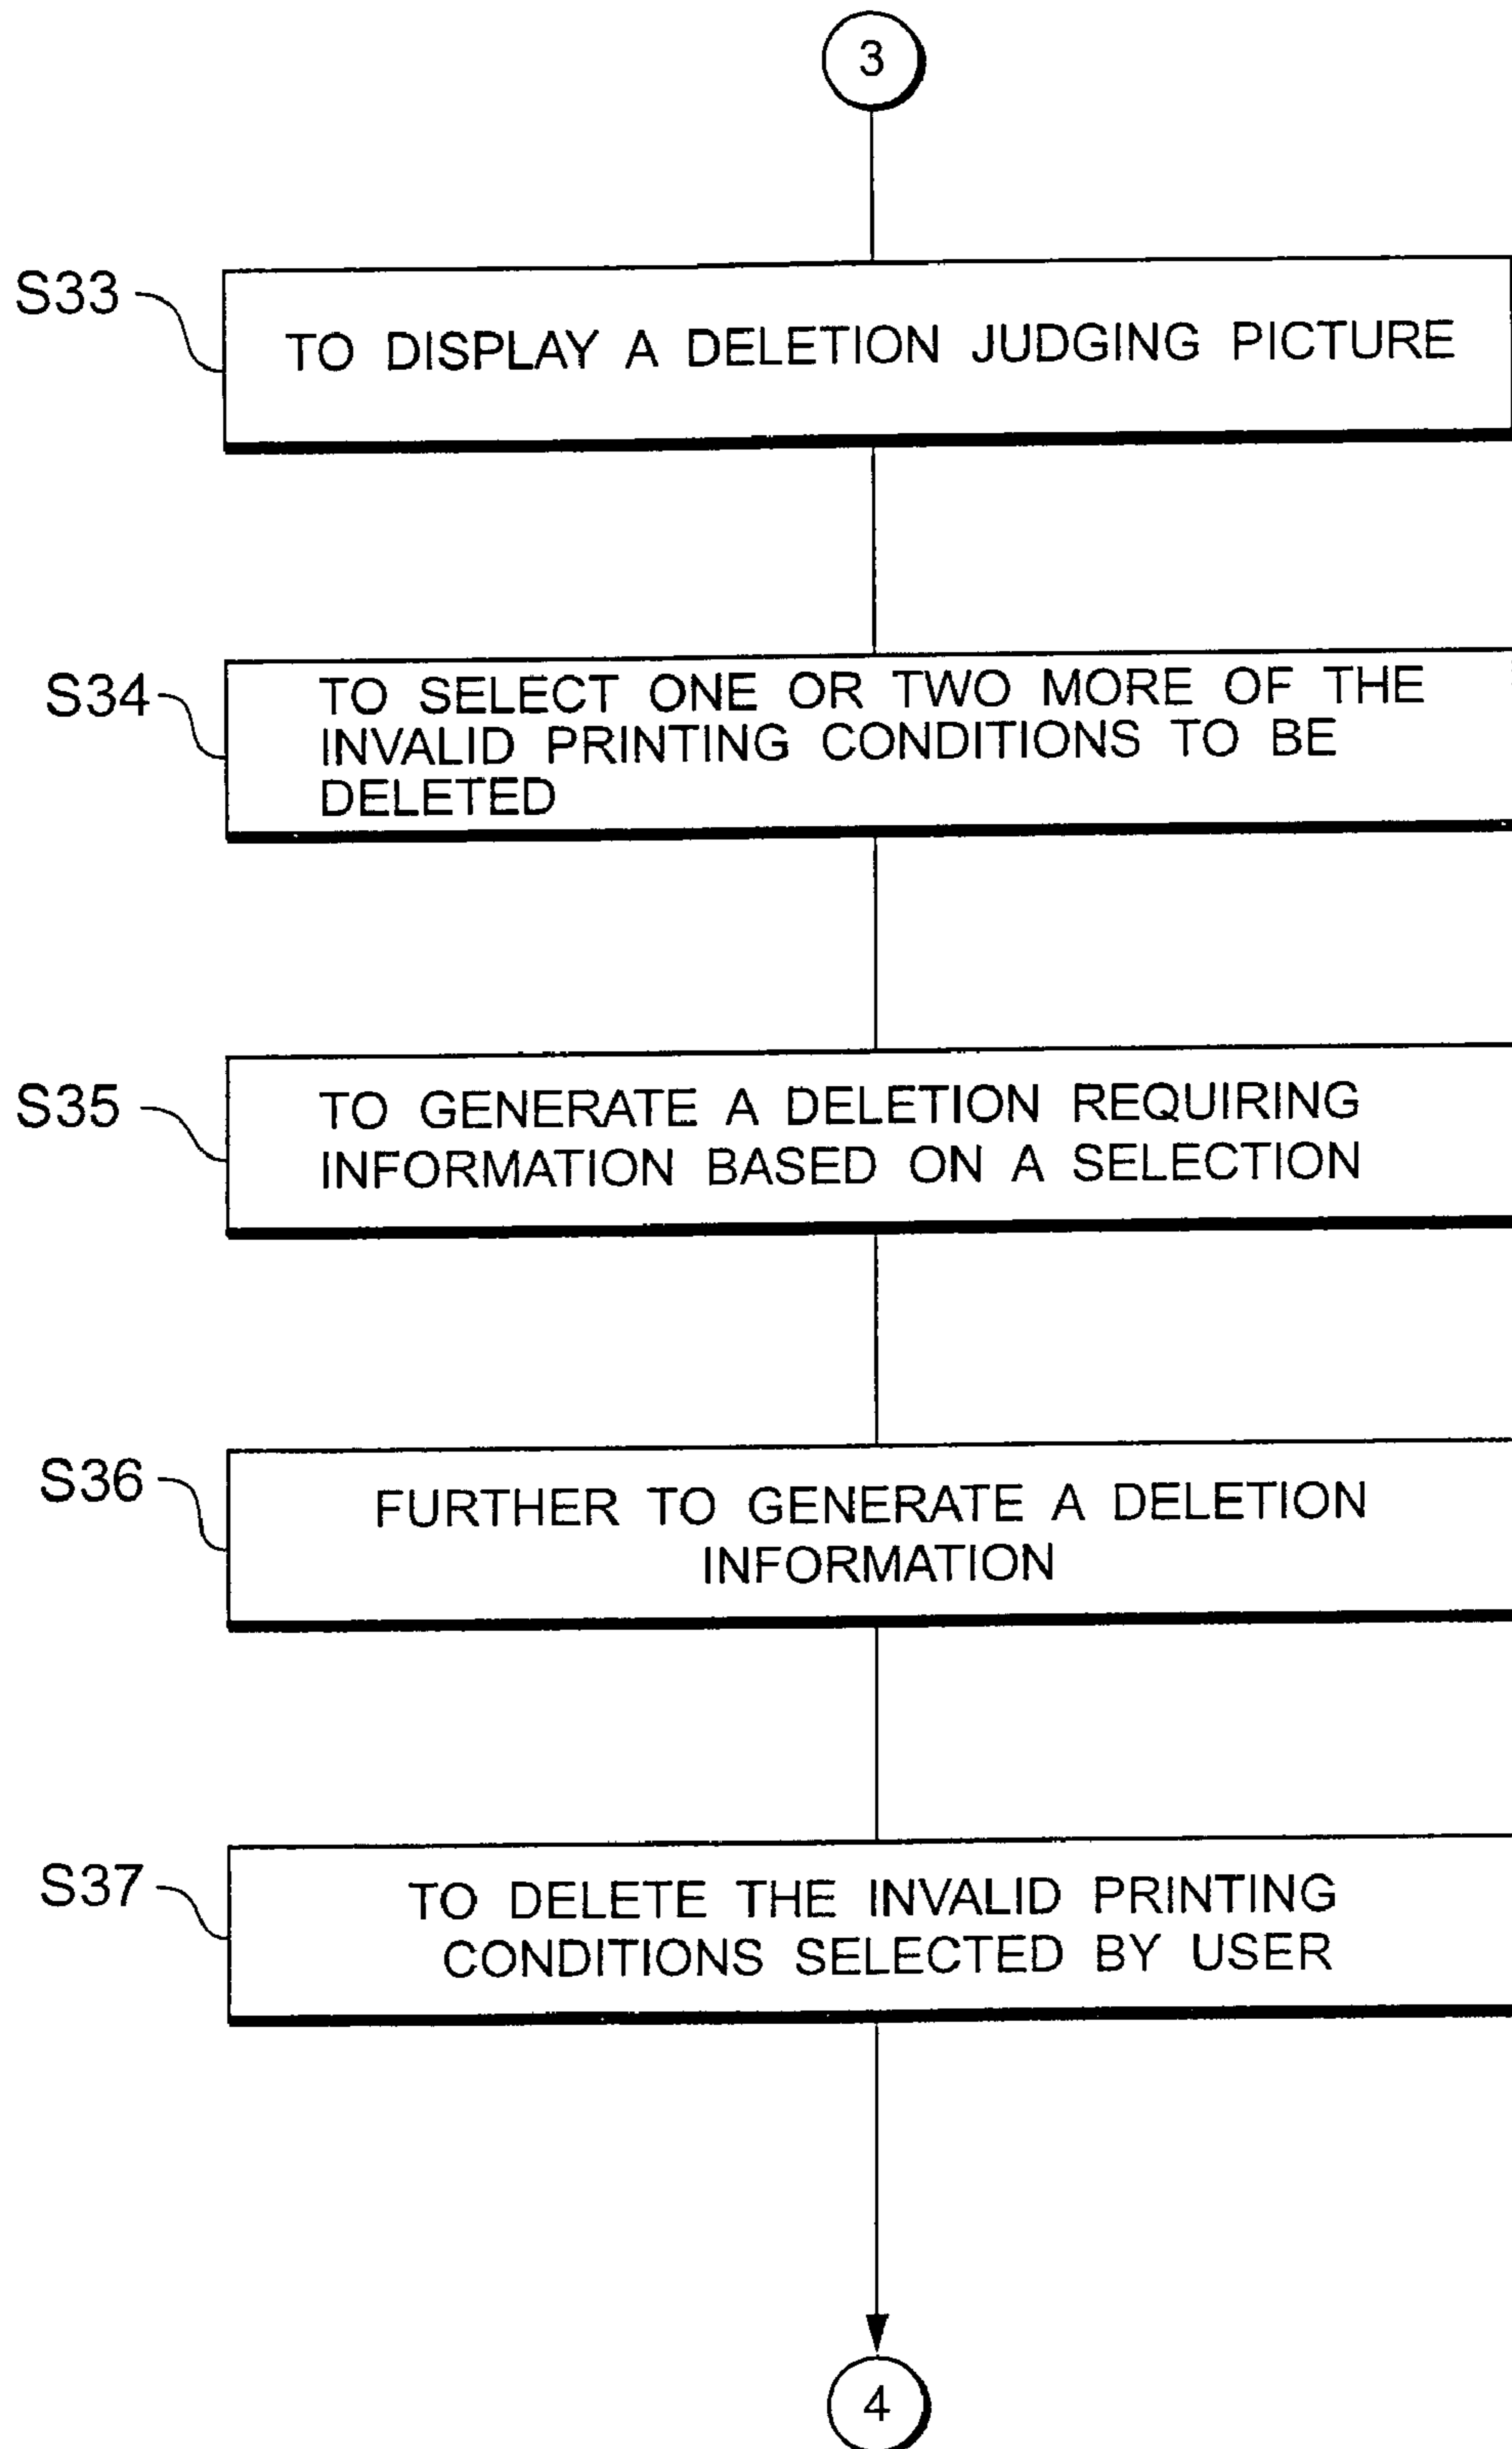 3
S33
TO DISPLAY A DELETION JUDGING PICTURE
S34
TO SELECT ONE OR TWO MORE OF THE
INVALID PRINTING CONDITIONS TO BE
DELETED
S35
TO GENERATE A DELETION REQUIRING
INFORMATION BASED ON A SELECTION
S36
FURTHER TO GENERATE A DELETION
INFORMATION
S37
TO DELETE THE INVALID PRINTING
CONDITIONS SELECTED BY USER
4